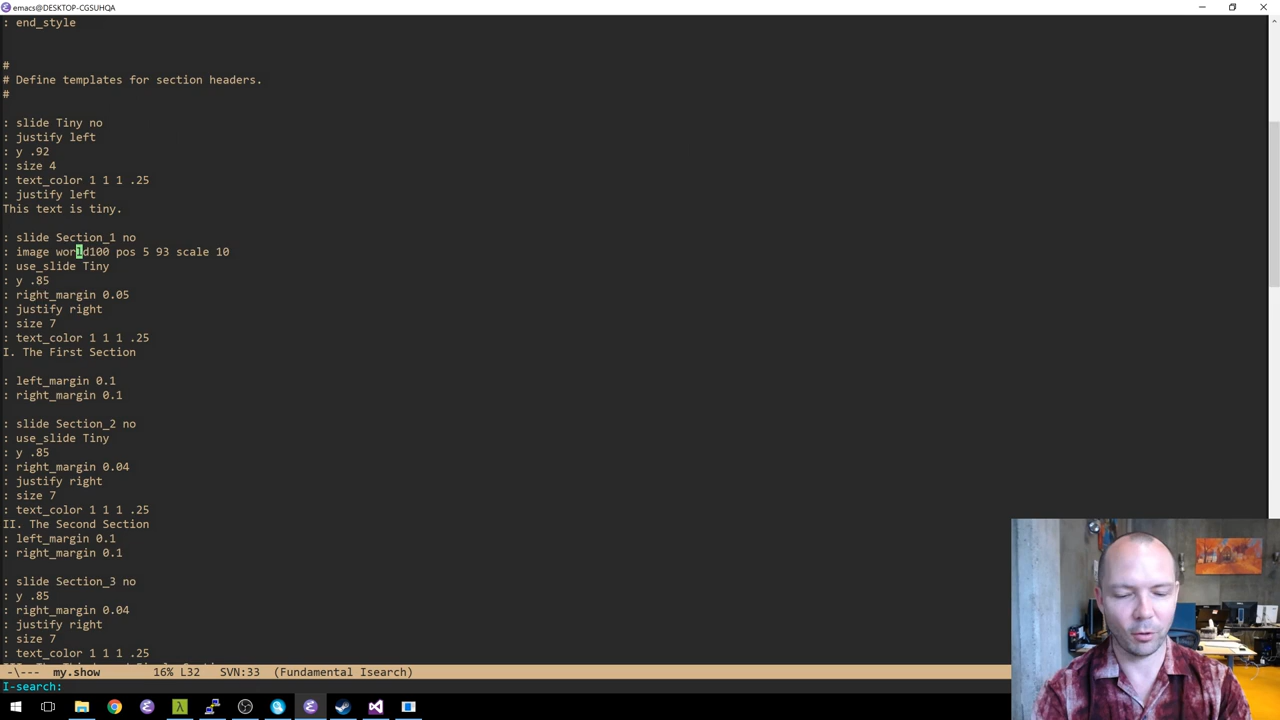 emacs@DESKTOP-CGSUHQA
: end_style
#
# Define templates for section headers.
#
: slide Tiny no
: justify left
: y .92
: size 4
: text_color 1 1 1 .25
: justify left
This text is tiny.
: slide Section_1 no
: image world100 pos 5 93 scale 10
: use_slide Tiny
: y .85
: right_margin 0.05
: justify right
: size 7
: text_color 1 1 1 .25
I. The First Section
: left_margin 0.1
: right_margin 0.1
: slide Section_2 no
: use_slide Tiny
: y .85
: right_margin 0.04
: justify right
: size 7
: text_color 1 1 1 .25
II. The Second Section
: left_margin 0.1
: right_margin 0.1
: slide Section_3 no
: y .85
: right_margin 0.04
: justify right
: size 7
: text_color 1 1 1 .25
-\--- my.show 16% L32 SVN:33 (Fundamental Isearch)
I-search: